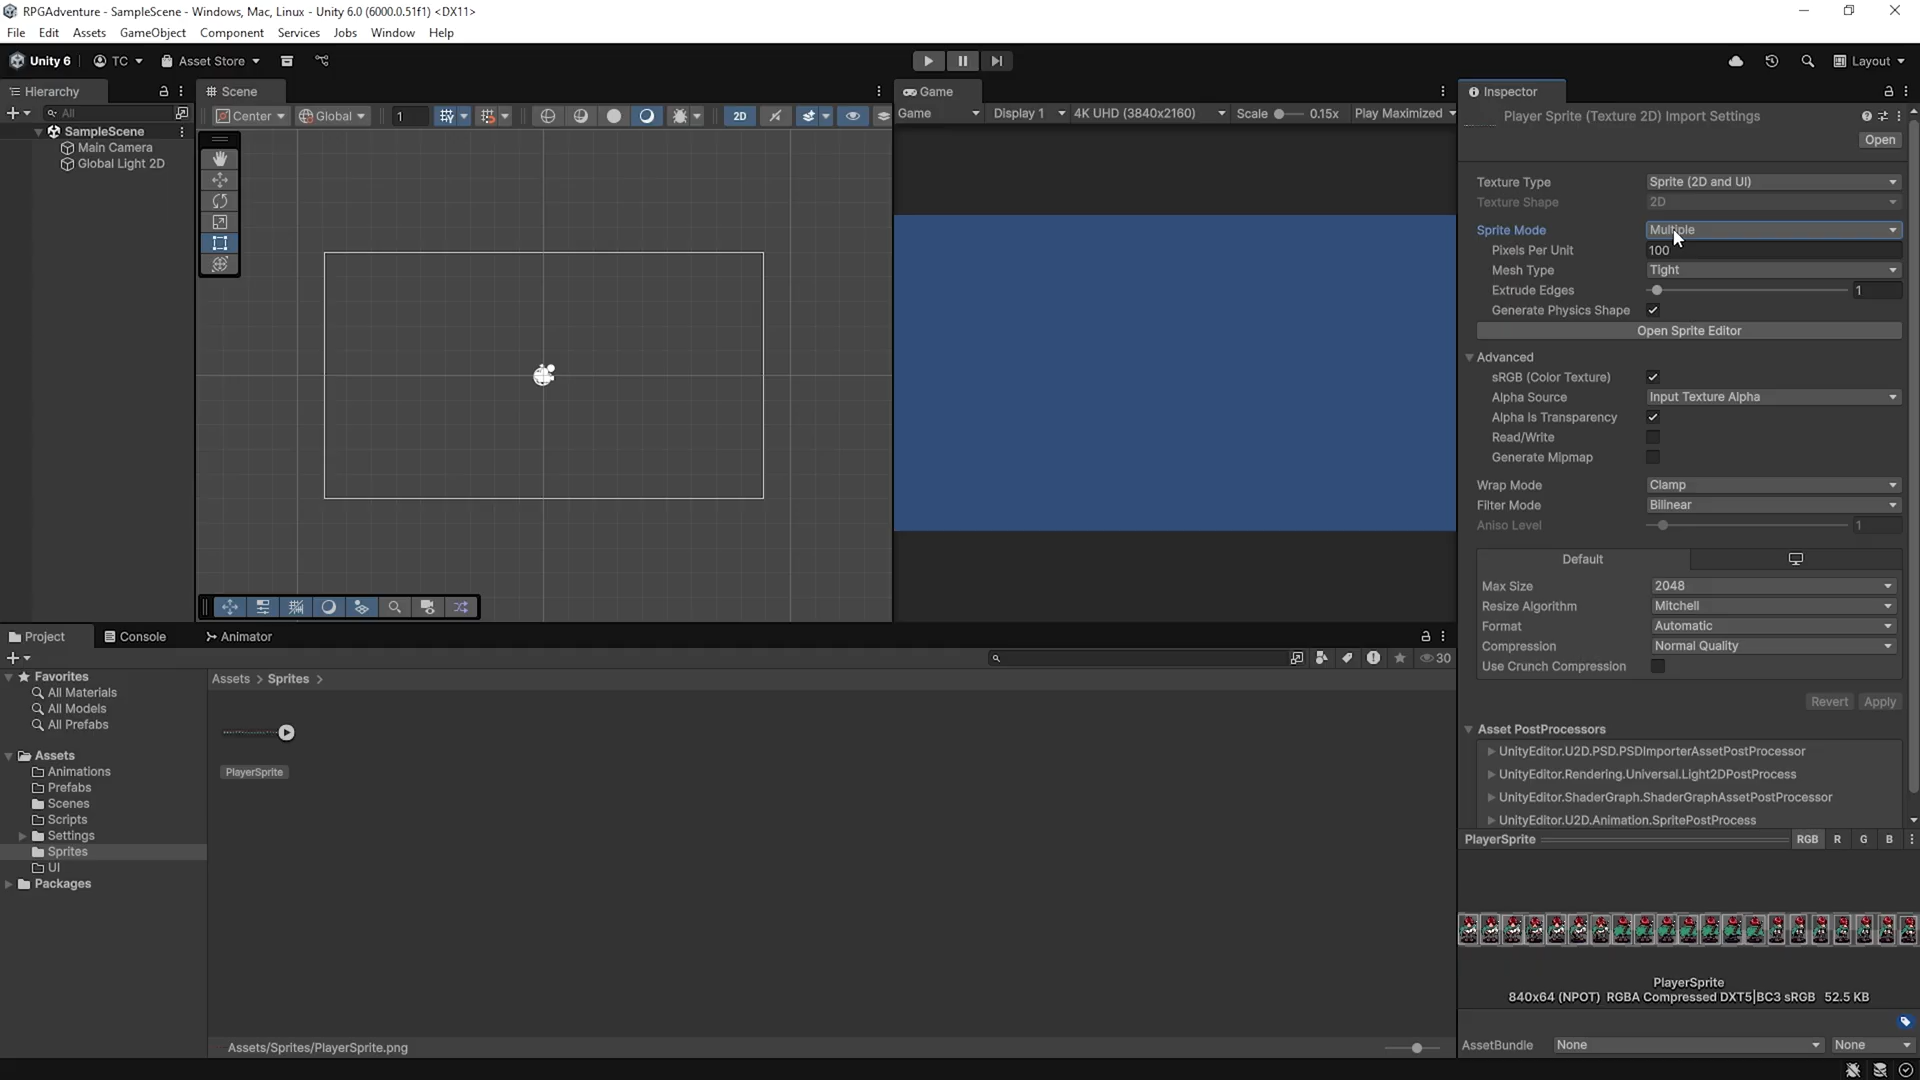 RPGAdventure - SampleScene - Windows, Mac, Linux - Unity 6.0 (6000.0.51f1) <DX11>
File Edit Assets GameObject Component Services Jobs Window Help
Unity 6 TC Asset Store Layout
Hierarchy Scene Game Inspector
All Center Global 1 2D Game Display 1 4K UHD (3840x2160) Scale 0.15x Play Maximized
Player Sprite (Texture 2D) Import Settings
Open
SampleScene
Main Camera
Global Light 2D
Texture Type Sprite (2D and UI)
Texture Shape 2D
Sprite Mode Multiple
Pixels Per Unit 100
Mesh Type Tight
Extrude Edges 1
Generate Physics Shape
Open Sprite Editor
Advanced
sRGB (Color Texture)
Alpha Source Input Texture Alpha
Alpha Is Transparency
Read/Write
Generate Mipmap
Wrap Mode Clamp
Filter Mode Bilinear
Aniso Level 1
Default
Max Size 2048
Resize Algorithm Mitchell
Format Automatic
Compression Normal Quality
Use Crunch Compression
Revert Apply
Asset PostProcessors
UnityEditor.U2D.PSD.PSDImporterAssetPostProcessor
UnityEditor.Rendering.Universal.Light2DPostProcess
UnityEditor.ShaderGraph.ShaderGraphAssetPostProcessor
UnityEditor.U2D.Animation.SpritePostProcess
PlayerSprite RGB R G B
PlayerSprite
840x64 (NPOT) RGBA Compressed DXT5|BC3 sRGB 52.5 KB
AssetBundle None None
Project Console Animator
30
Favorites
All Materials
All Models
All Prefabs
Assets
Animations
Prefabs
Scenes
Scripts
Settings
Sprites
UI
Packages
Assets > Sprites >
PlayerSprite
Assets/Sprites/PlayerSprite.png